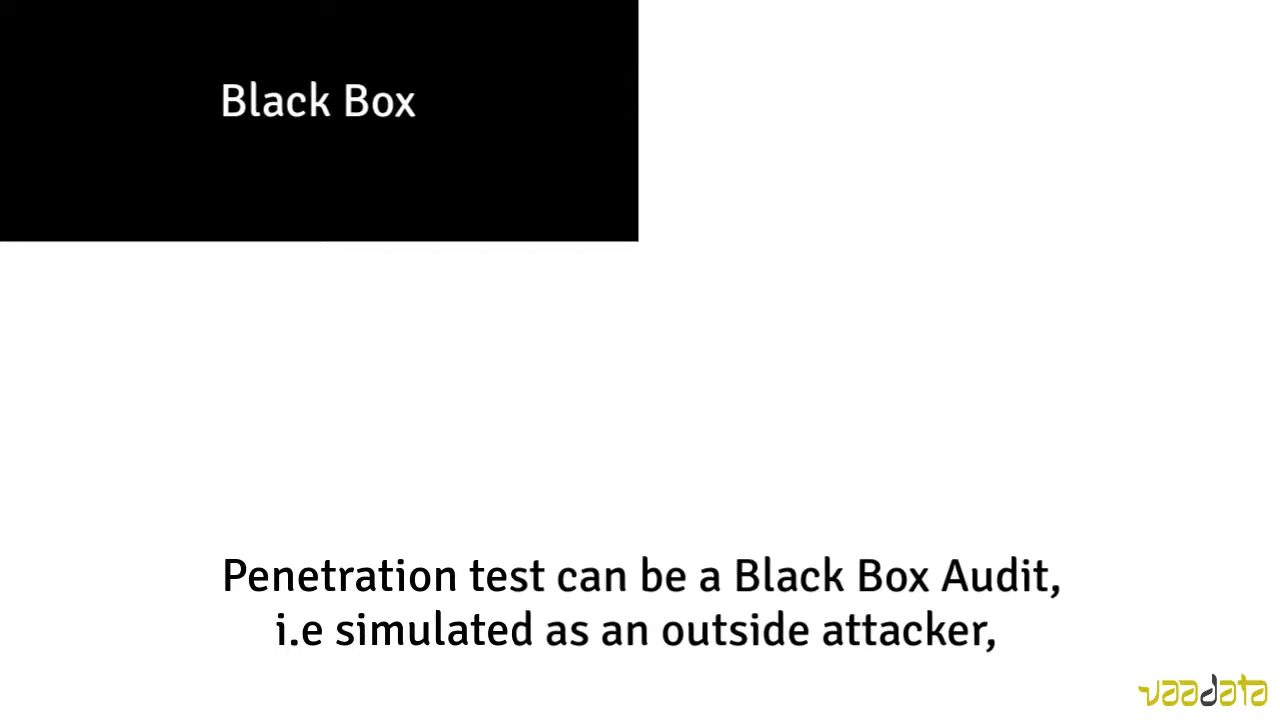 Black Box
Penetration test can be a Black Box Audit,
i.e simulated as an outside attacker,
vaadata